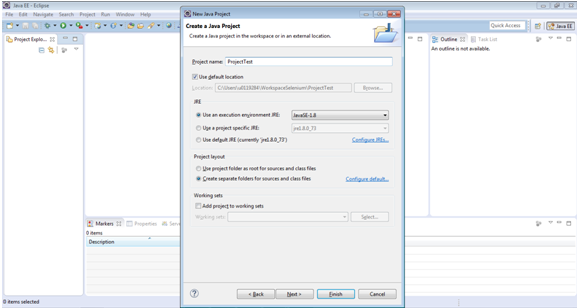 Java EE - Eclipse
File Edit Navigate Search Project Run Window Help
Quick Access
Java EE
Project Explo...
New Java Project
Create a Java Project
Create a Java project in the workspace or in an external location.
Project name: ProjectTest
Use default location
Location: C:\Users\u0119284\WorkspaceSelenium\ProjectTest Browse...
JRE
Use an execution environment JRE: JavaSE-1.8
Use a project specific JRE: jre1.8.0_73
Use default JRE (currently 'jre1.8.0_73') Configure JREs...
Project layout
Use project folder as root for sources and class files
Create separate folders for sources and class files Configure default...
Working sets
Add project to working sets
Working sets: Select...
? < Back Next > Finish Cancel
Outline Task List
An outline is not available.
Markers Properties Serv
0 items
Description
0 items selected